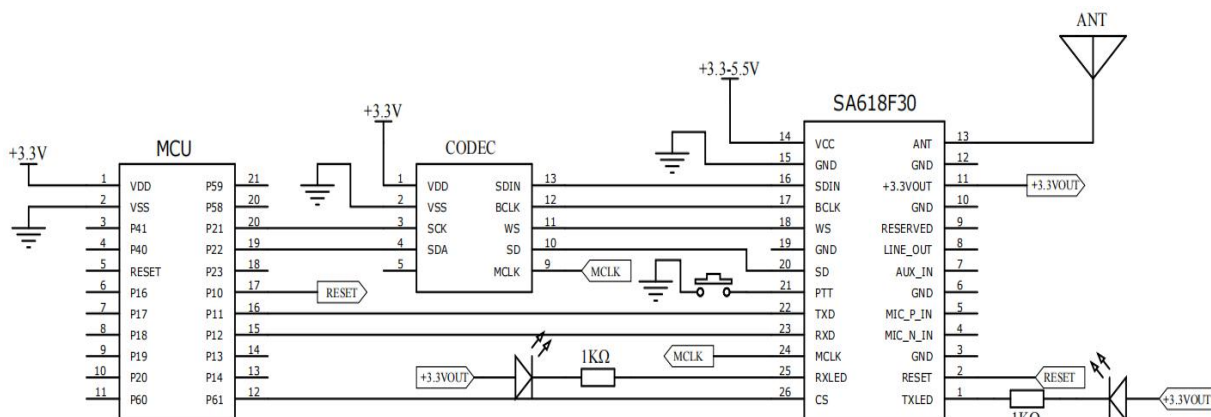 ANT
+3.3-5.5V
SA618F30
+3.3V
CODEC
+3.3V
MCU
14 VCC ANT 13
15 GND GND 12
1 VDD P59 21
1 VDD SDIN 13
16 SDIN +3.3VOUT 11 +3.3VOUT
2 VSS P58 20
2 VSS BCLK 12
17 BCLK GND 10
3 P41 P21 20
3 SCK WS 11
18 WS RESERVED 9
4 P40 P22 19
4 SDA SD 10
19 GND LINE_OUT 8
5 RESET P23 18
5 MCLK 9 MCLK
20 SD AUX_IN 7
6 P16 P10 17 RESET
21 PTT GND 6
7 P17 P11 16
22 TXD MIC_P_IN 5
8 P18 P12 15
23 RXD MIC_N_IN 4
9 P19 P13 14
1KΩ
MCLK 24 MCLK GND 3
10 P20 P14 13
+3.3VOUT
25 RXLED RESET 2 RESET
11 P60 P61 12
26 CS TXLED 1
+3.3VOUT
1KΩ